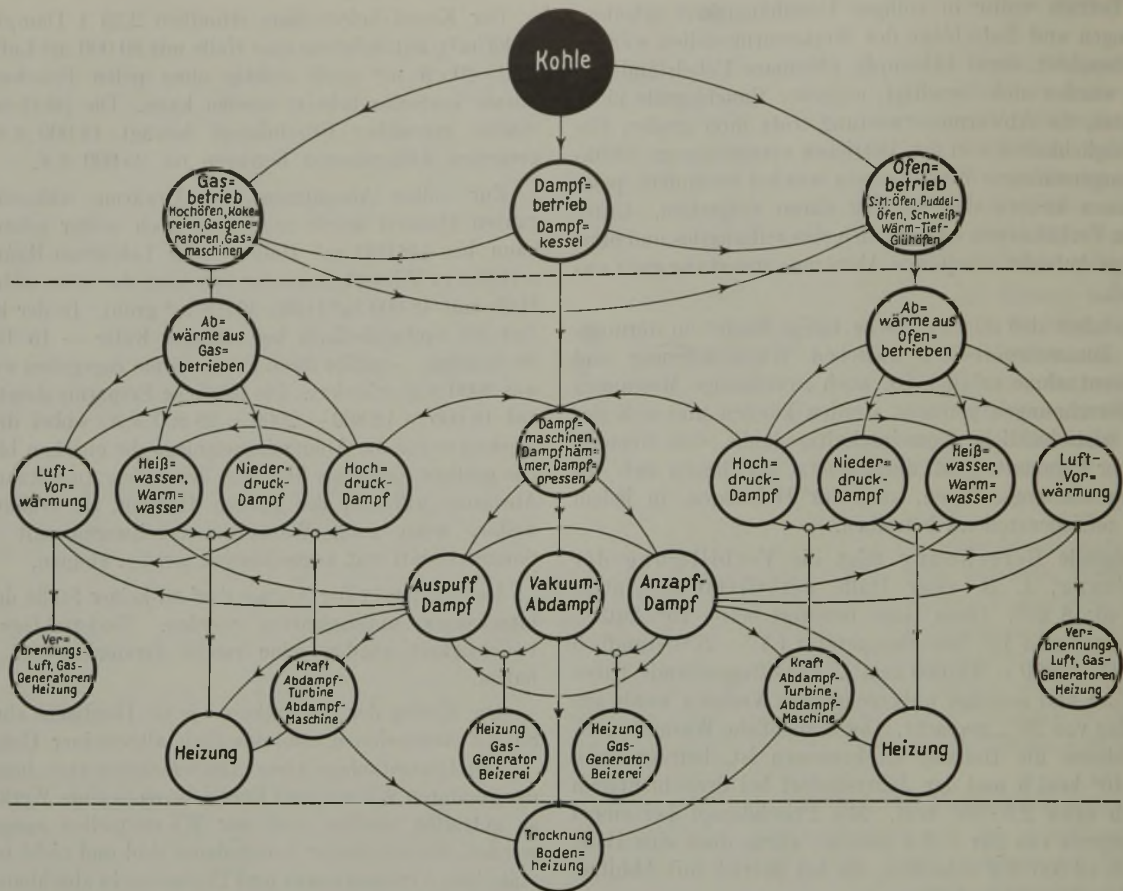 Kohle
Gas=
betrieb
Hochöfen, Koke
reien, Gasgene=
ratoren, Gas=
maschinen
Dampf=
betrieb
Dampf=
kessel
Ofen=
betrieb
S:M:Öfen, Puddel-
Öfen, Schweiß-
Wärm-Tief-
Glühöfen
Ab=
wärme aus
Gas=
betrieben
Ab=
wärme aus
Ofen=
betrieben
Luft-
Vor=
wärmung
Heiß=
wasser,
Warm=
wasser
Nieder=
druck-
Dampf
Hoch=
druck-
Dampf
Dampf=
maschinen,
Dampfhäm=
mer, Dampf=
pressen
Hoch=
druck-
Dampf
Nieder=
druck-
Dampf
Heiß=
wasser,
Warm=
wasser
Luft-
Vor=
wärmung
Auspuff
Dampf
Vakuum-
Abdampf
Anzapf-
Dampf
Ver=
brennungs-
Luft, Gas-
Generatoren
Heizung
Kraft
Abdampf-
Turbine
Abdampf-
Maschine
Kraft
Abdampf-
Turbine,
Abdampf-
Maschine
Ver=
brennungs-
Luft, Gas-
Generatoren
Heizung
Heizung
Heizung
Gas-
Generator
Beizerei
Heizung
Gas-
Generator
Beizerei
Heizung
Trocknung
Boden=
heizung